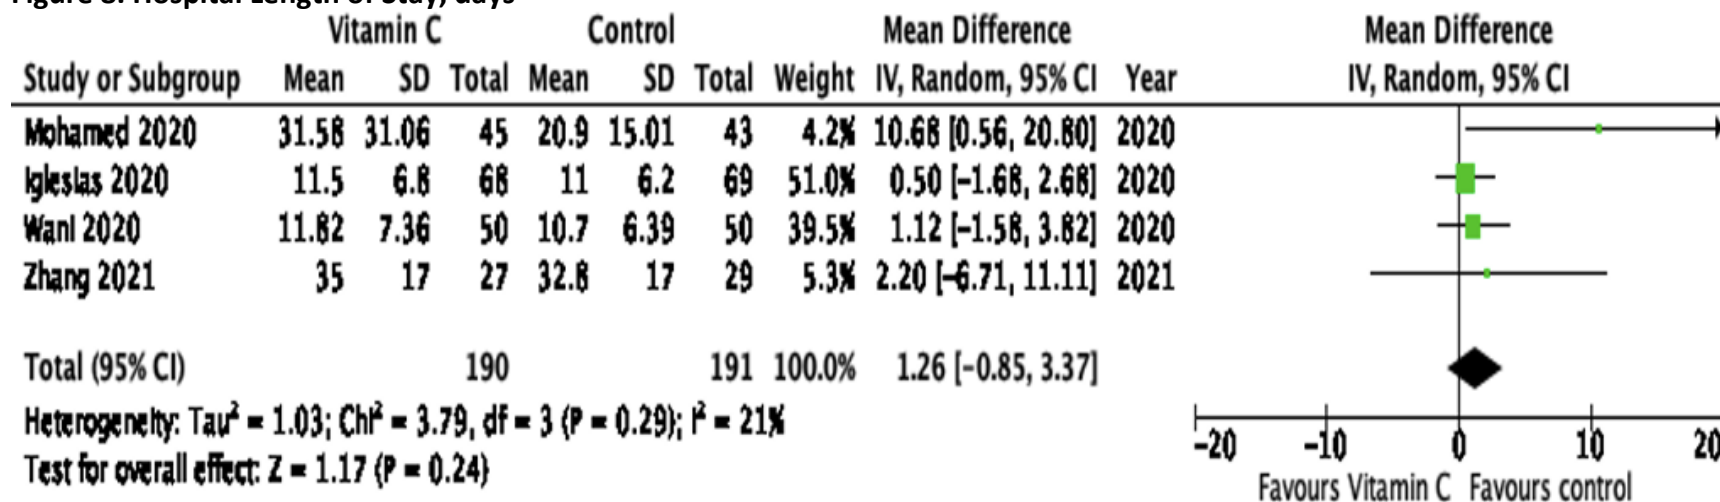 Figure 8. Hospital Length of Stay, days
Vitamin C Control Mean Difference Mean Difference
Study or Subgroup Mean SD Total Mean SD Total Weight IV, Random, 95% CI Year IV, Random, 95% CI
Mohamed 2020 31.58 31.06 45 20.9 15.01 43 4.2% 10.68 [0.56, 20.80] 2020
Iglesias 2020 11.5 6.8 68 11 6.2 69 51.0% 0.50 [−1.68, 2.68] 2020
Wani 2020 11.82 7.36 50 10.7 6.39 50 39.5% 1.12 [−1.58, 3.82] 2020
Zhang 2021 35 17 27 32.8 17 29 5.3% 2.20 [−6.71, 11.11] 2021
Total (95% CI) 190 191 100.0% 1.26 [−0.85, 3.37]
Heterogeneity: Tau² = 1.03; Chi² = 3.79, df = 3 (P = 0.29); I² = 21%
Test for overall effect: Z = 1.17 (P = 0.24)
−20 −10 0 10 20
Favours Vitamin C Favours control